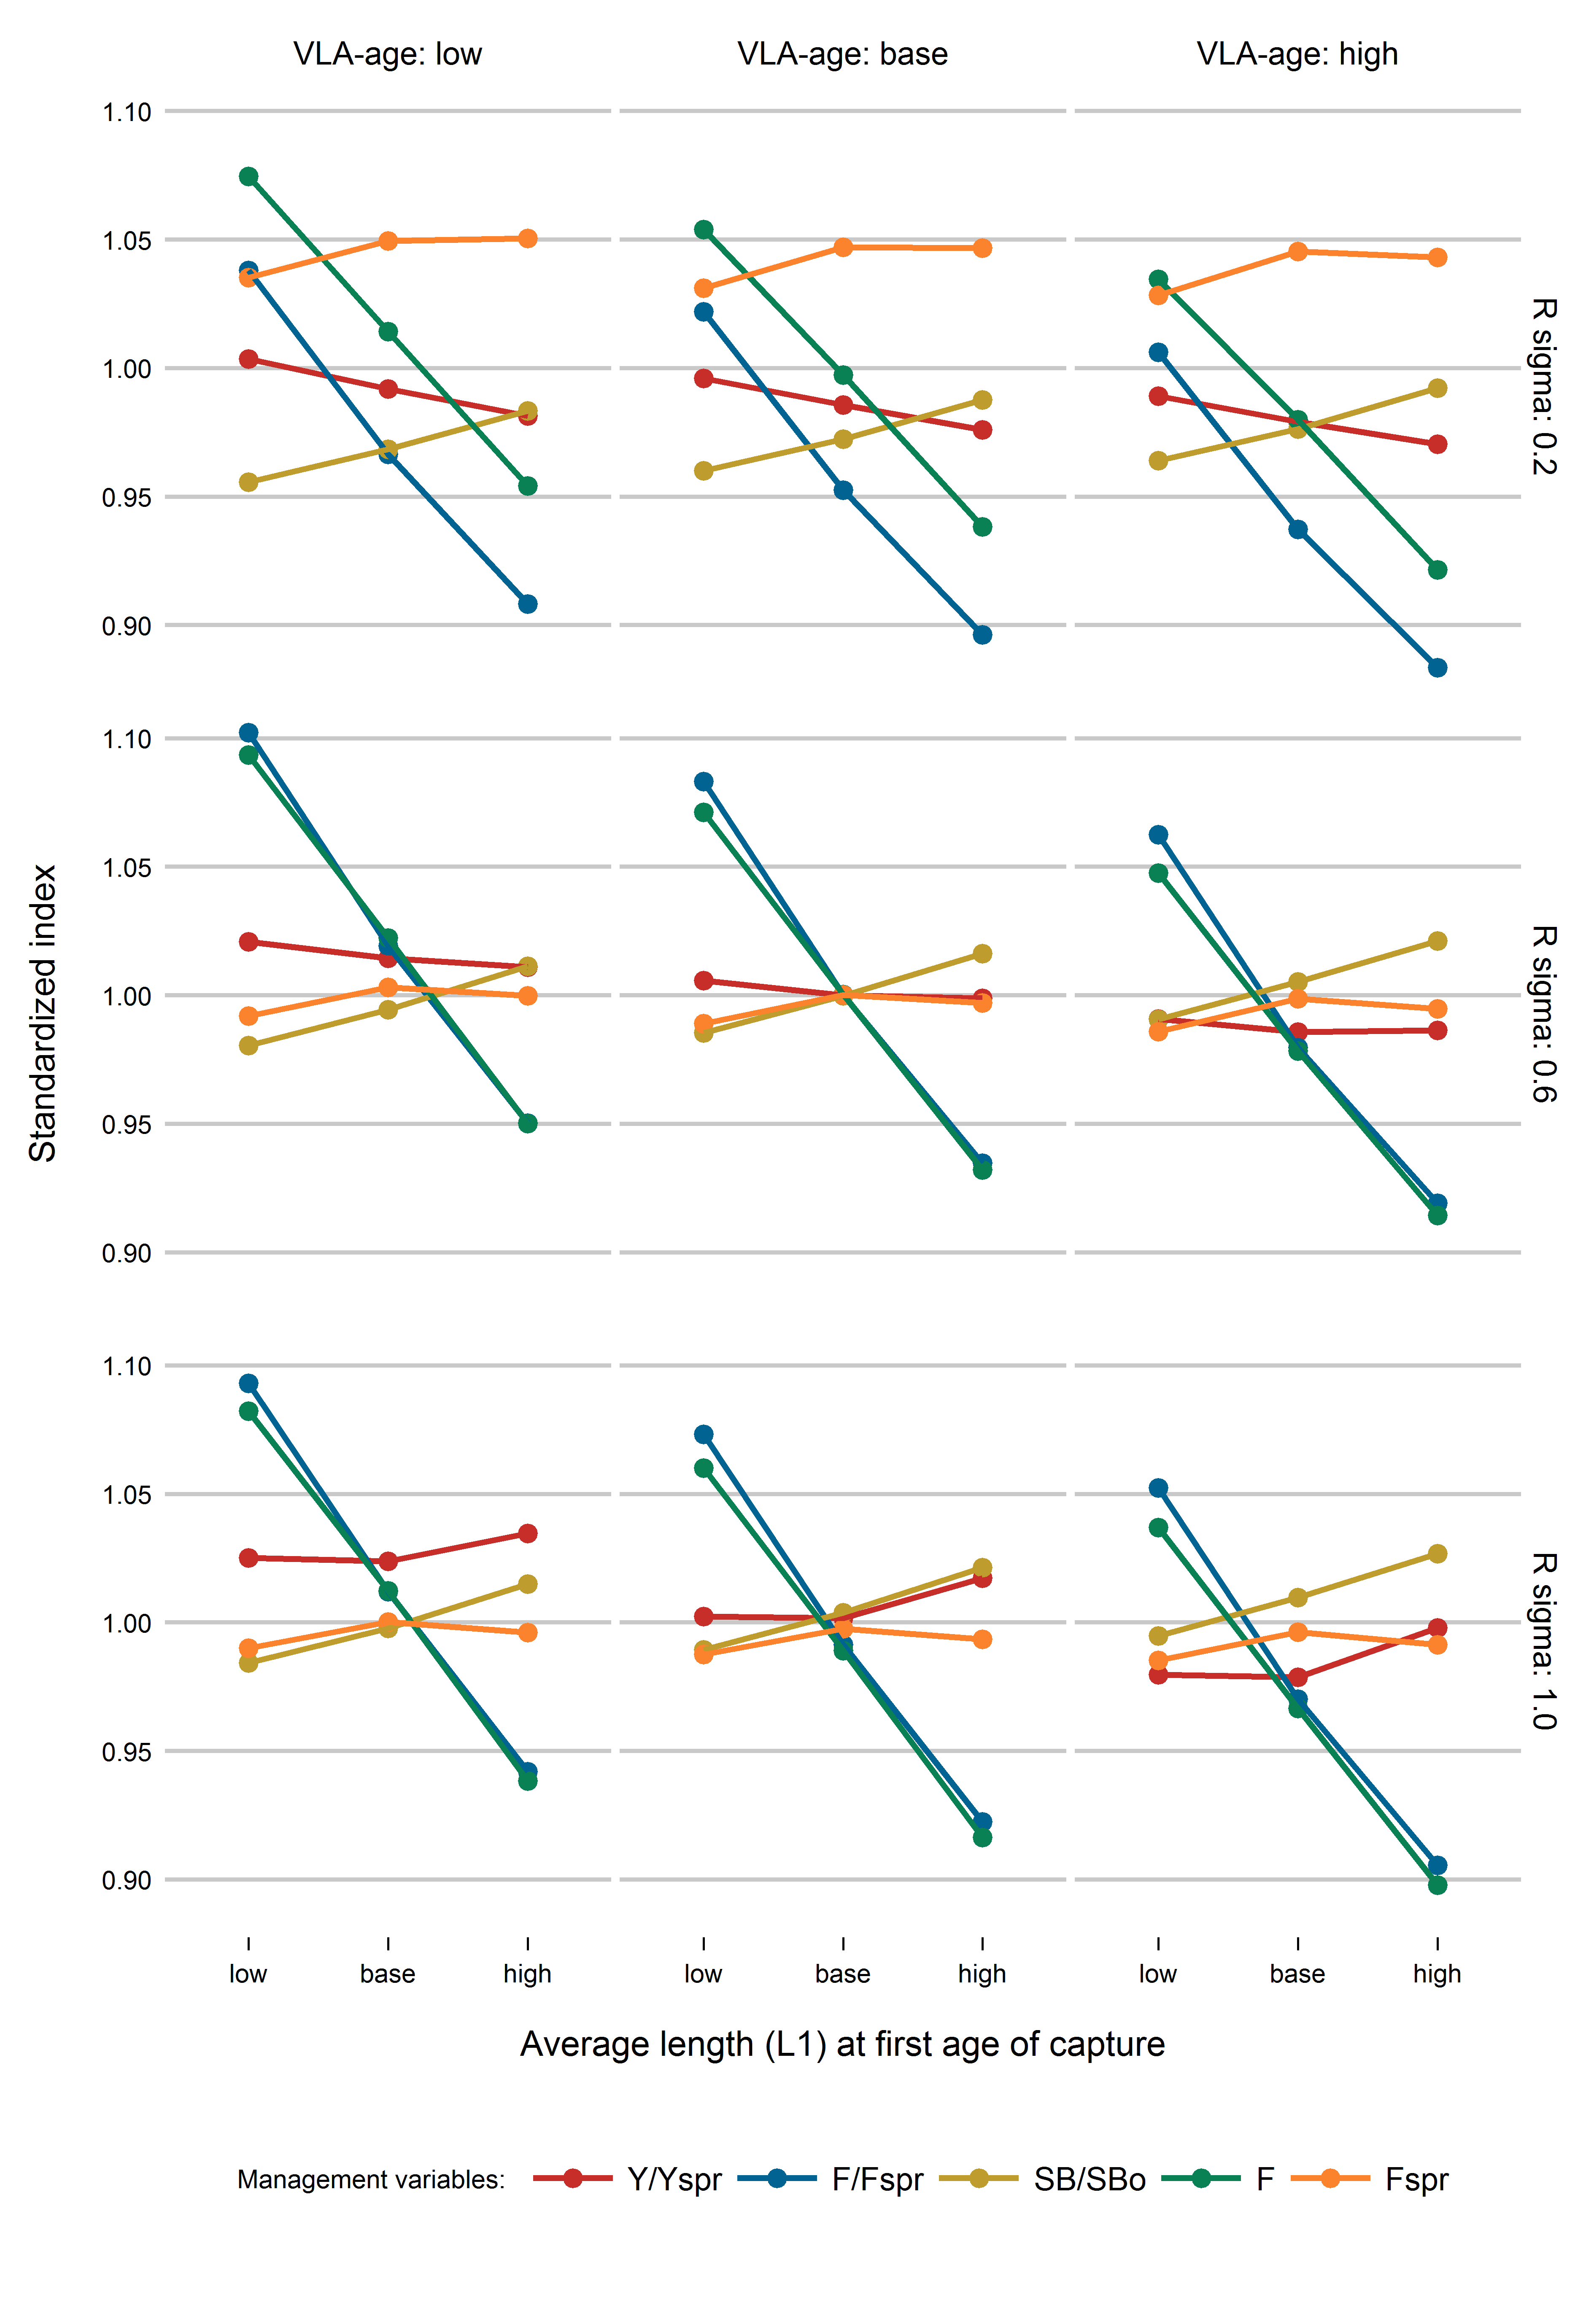 VLA-age: low VLA-age: base VLA-age: high
1.10
1.05
1.00
0.95
0.90
R sigma: 0.2
1.10
1.05
1.00
0.95
0.90
R sigma: 0.6
1.10
1.05
1.00
0.95
0.90
R sigma: 1.0
Standardized index
low base high low base high low base high
Average length (L1) at first age of capture
Management variables: Y/Yspr F/Fspr SB/SBo F Fspr